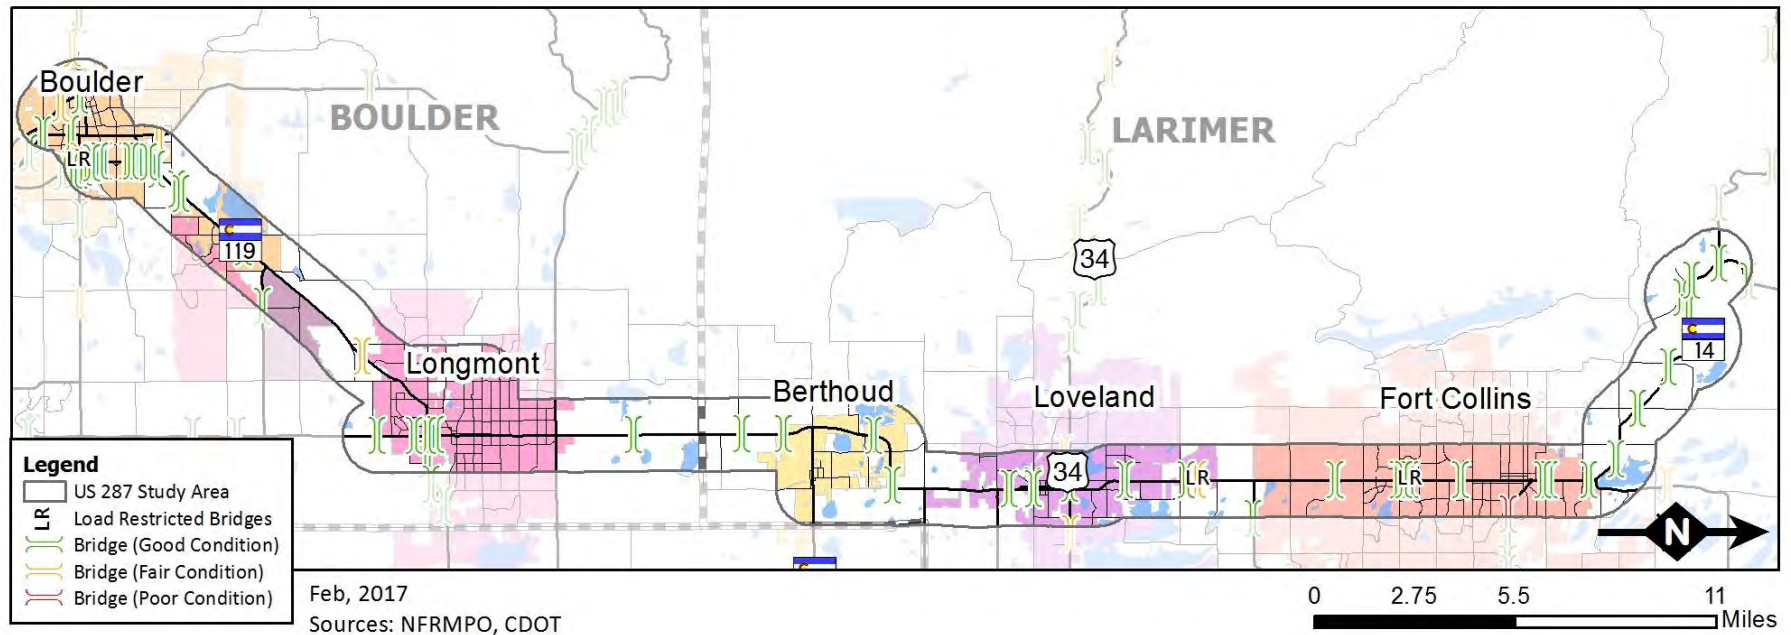 Boulder
BOULDER
LARIMER
LR
C
119
34
C
14
Longmont
Berthoud
Loveland
Fort Collins
34
LR
LR
N
Legend
US 287 Study Area
LR
Load Restricted Bridges
Bridge (Good Condition)
Bridge (Fair Condition)
Bridge (Poor Condition)
Feb, 2017
Sources: NFRMPO, CDOT
0 2.75 5.5 11
Miles